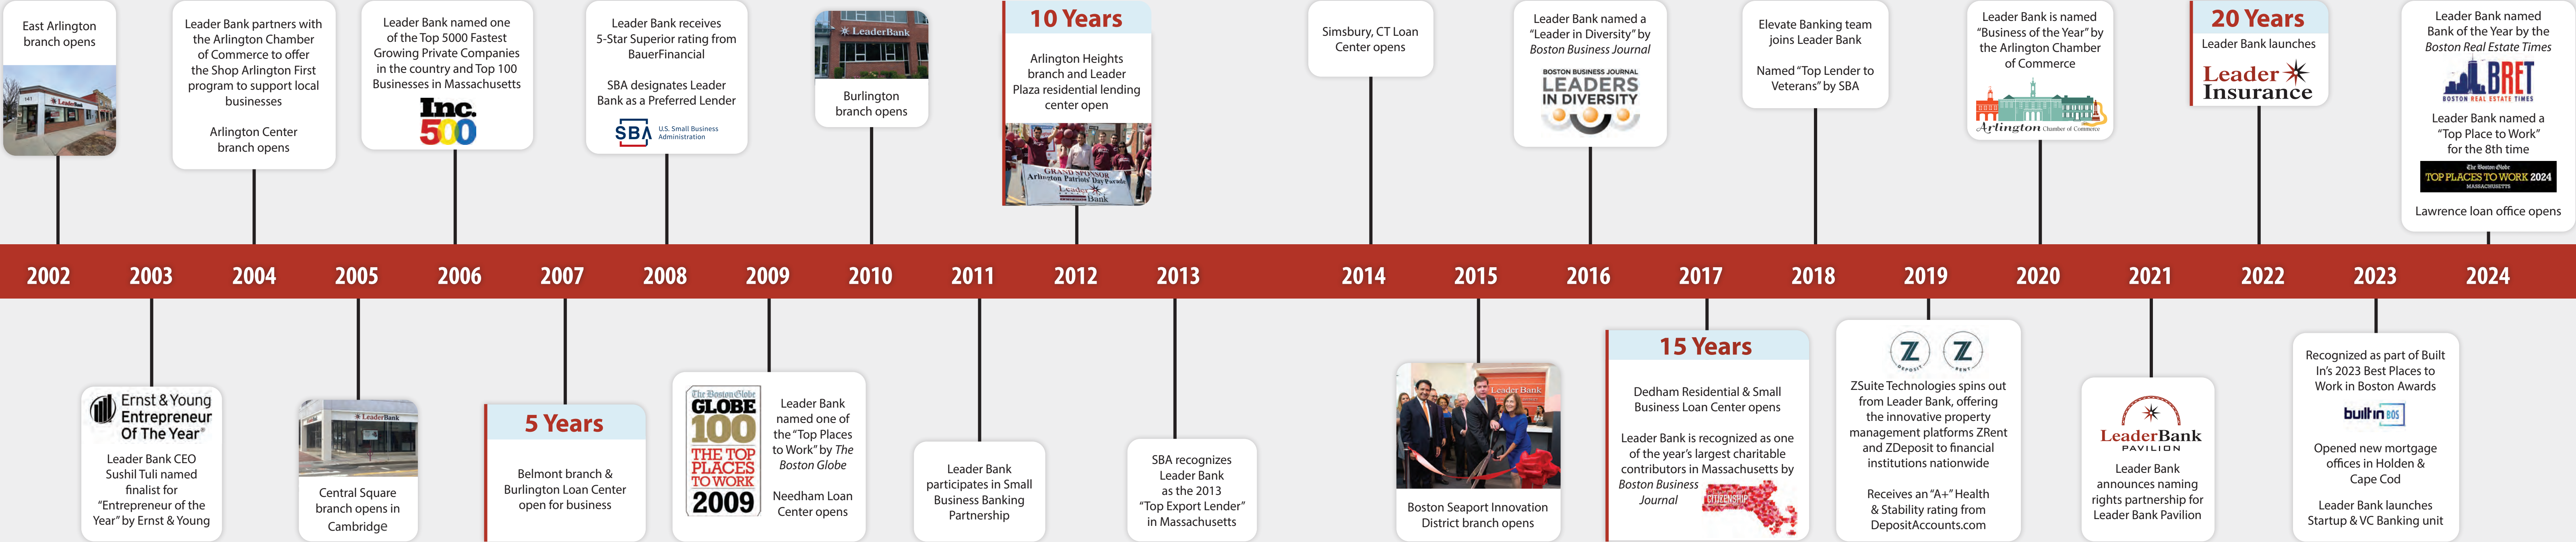 East Arlington
branch opens
LeaderBank
Leader Bank partners with
the Arlington Chamber
of Commerce to offer
the Shop Arlington First
program to support local
businesses
Arlington Center
branch opens
Leader Bank named one
of the Top 5000 Fastest
Growing Private Companies
in the country and Top 100
Businesses in Massachusetts
Inc.
500
Leader Bank receives
5-Star Superior rating from
BauerFinancial
SBA designates Leader
Bank as a Preferred Lender
SBA U.S. Small Business
Administration
LeaderBank
Burlington
branch opens
10 Years
Arlington Heights
branch and Leader
Plaza residential lending
center open
GRAND SPONSOR
Arlington Patriots' Day Parade
Leader
Bank
Simsbury, CT Loan
Center opens
Leader Bank named a
“Leader in Diversity” by
Boston Business Journal
BOSTON BUSINESS JOURNAL
LEADERS
IN DIVERSITY
Elevate Banking team
joins Leader Bank
Named “Top Lender to
Veterans” by SBA
Leader Bank is named
“Business of the Year” by
the Arlington Chamber
of Commerce
Arlington Chamber of Commerce
20 Years
Leader Bank launches
Leader
Insurance
Leader Bank named
Bank of the Year by the
Boston Real Estate Times
BRET
BOSTON REAL ESTATE TIMES
Leader Bank named a
“Top Place to Work”
for the 8th time
The Boston Globe
TOP PLACES TO WORK 2024
MASSACHUSETTS
Lawrence loan office opens
2002 2003 2004 2005 2006 2007 2008 2009 2010 2011 2012 2013 2014 2015 2016 2017 2018 2019 2020 2021 2022 2023 2024
Ernst & Young
Entrepreneur
Of The Year®
Leader Bank CEO
Sushil Tuli named
finalist for
“Entrepreneur of the
Year” by Ernst & Young
LeaderBank
Central Square
branch opens in
Cambridge
5 Years
Belmont branch &
Burlington Loan Center
open for business
The Boston Globe
GLOBE
100
THE TOP
PLACES
TO WORK
2009
Leader Bank
named one of
the “Top Places
to Work” by The
Boston Globe
Needham Loan
Center opens
Leader Bank
participates in Small
Business Banking
Partnership
SBA recognizes
Leader Bank
as the 2013
“Top Export Lender”
in Massachusetts
Leader Bank
Boston Seaport Innovation
District branch opens
15 Years
Dedham Residential & Small
Business Loan Center opens
Leader Bank is recognized as one
of the year’s largest charitable
contributors in Massachusetts by
Boston Business
Journal
CITIZENSHIP
Z Z
DEPOSIT RENT
ZSuite Technologies spins out
from Leader Bank, offering
the innovative property
management platforms ZRent
and ZDeposit to financial
institutions nationwide
Receives an “A+” Health
& Stability rating from
DepositAccounts.com
LeaderBank
PAVILION
Leader Bank
announces naming
rights partnership for
Leader Bank Pavilion
Recognized as part of Built
In’s 2023 Best Places to
Work in Boston Awards
builtin BOS
Opened new mortgage
offices in Holden &
Cape Cod
Leader Bank launches
Startup & VC Banking unit